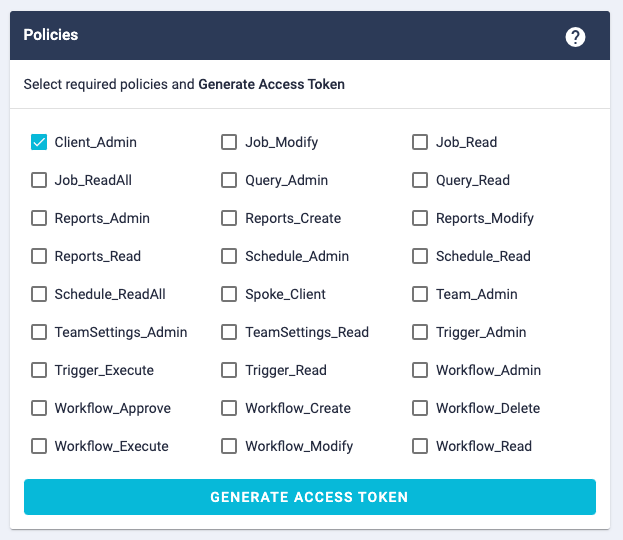 Policies
?
Select required policies and Generate Access Token
Client_Admin Job_Modify Job_Read
Job_ReadAll Query_Admin Query_Read
Reports_Admin Reports_Create Reports_Modify
Reports_Read Schedule_Admin Schedule_Read
Schedule_ReadAll Spoke_Client Team_Admin
TeamSettings_Admin TeamSettings_Read Trigger_Admin
Trigger_Execute Trigger_Read Workflow_Admin
Workflow_Approve Workflow_Create Workflow_Delete
Workflow_Execute Workflow_Modify Workflow_Read
GENERATE ACCESS TOKEN